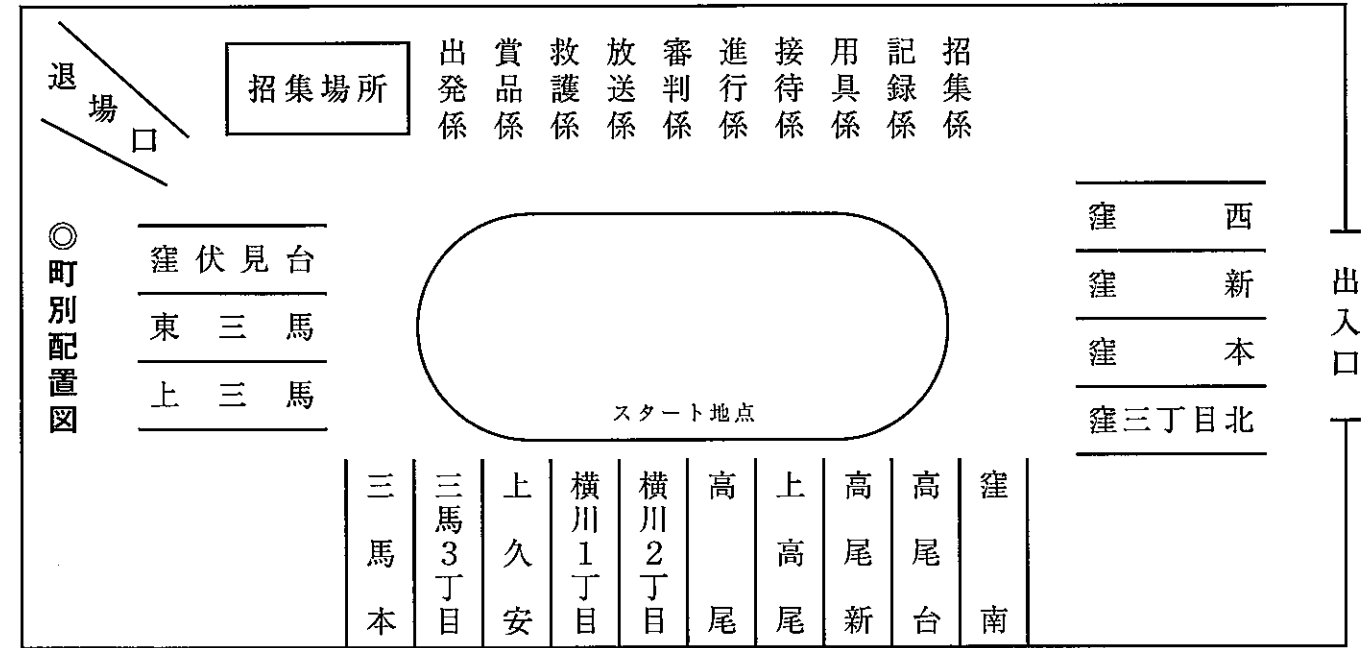 ◎町別配置図
退場口
招集場所
出発係
賞品係
救護係
放送係
審判係
進行係
接待係
用具係
記録係
招集係
窪伏見台
東三馬
上三馬
スタート地点
窪西
窪新
窪本
窪三丁目北
出入口
三馬本
三馬3丁目
上久安
横川1丁目
横川2丁目
高尾
上高尾
高尾新
高尾台
窪南